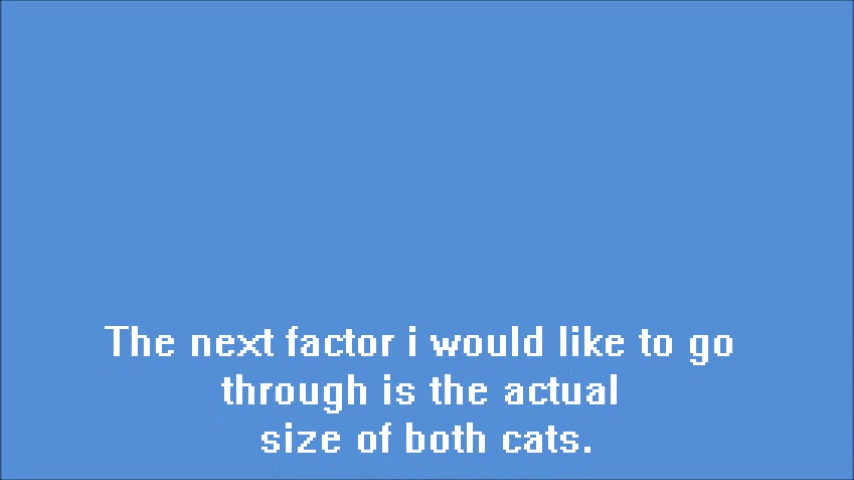 The next factor i would like to go
through is the actual
size of both cats.